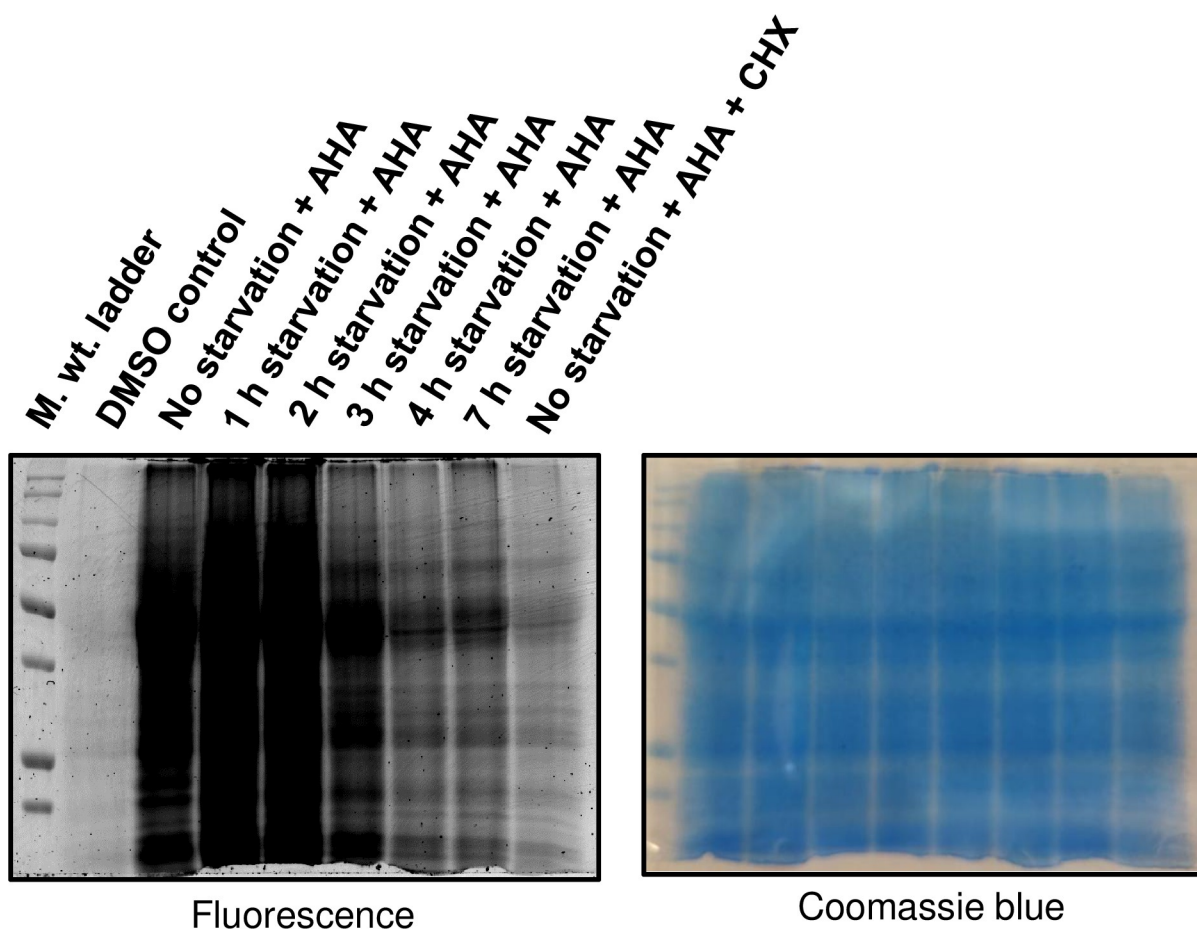 M. wt. ladder
DMSO control
No starvation + AHA
1 h starvation + AHA
2 h starvation + AHA
3 h starvation + AHA
4 h starvation + AHA
7 h starvation + AHA
No starvation + AHA + CHX
Fluorescence
Coomassie blue